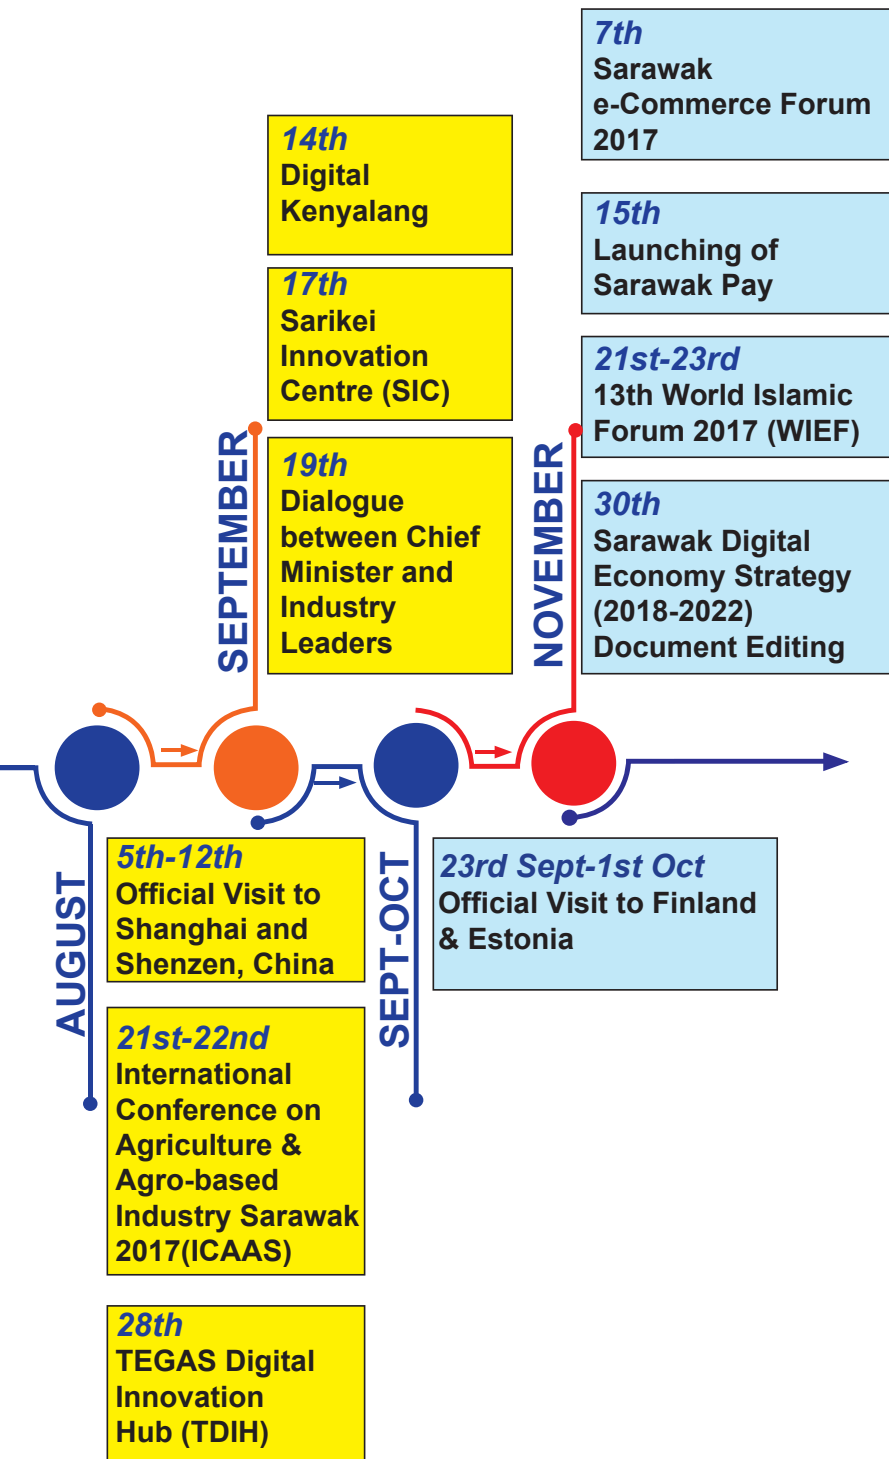 AUGUST
5th-12th
Official Visit to
Shanghai and
Shenzen, China
21st-22nd
International
Conference on
Agriculture &
Agro-based
Industry Sarawak
2017(ICAAS)
28th
TEGAS Digital
Innovation
Hub (TDIH)
SEPTEMBER
14th
Digital
Kenyalang
17th
Sarikei
Innovation
Centre (SIC)
19th
Dialogue
between Chief
Minister and
Industry
Leaders
SEPT-OCT
23rd Sept-1st Oct
Official Visit to Finland
& Estonia
NOVEMBER
7th
Sarawak
e-Commerce Forum
2017
15th
Launching of
Sarawak Pay
21st-23rd
13th World Islamic
Forum 2017 (WIEF)
30th
Sarawak Digital
Economy Strategy
(2018-2022)
Document Editing